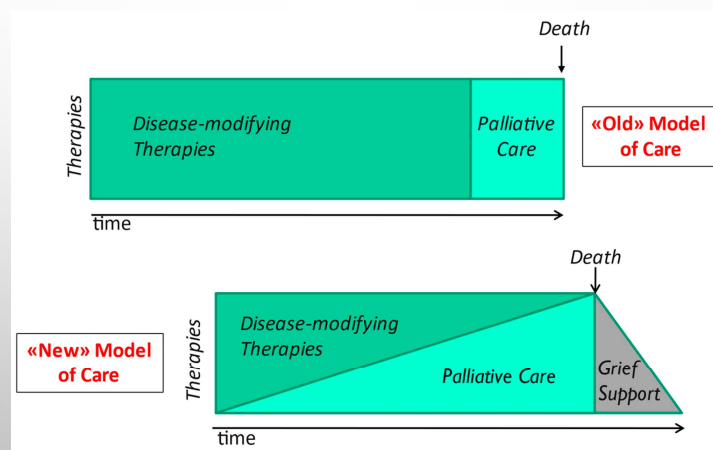 Death
Therapies
Disease-modifying
Therapies
Palliative
Care
«Old» Model
of Care
time
Death
«New» Model
of Care
Therapies
Disease-modifying
Therapies
Palliative Care
Grief
Support
time